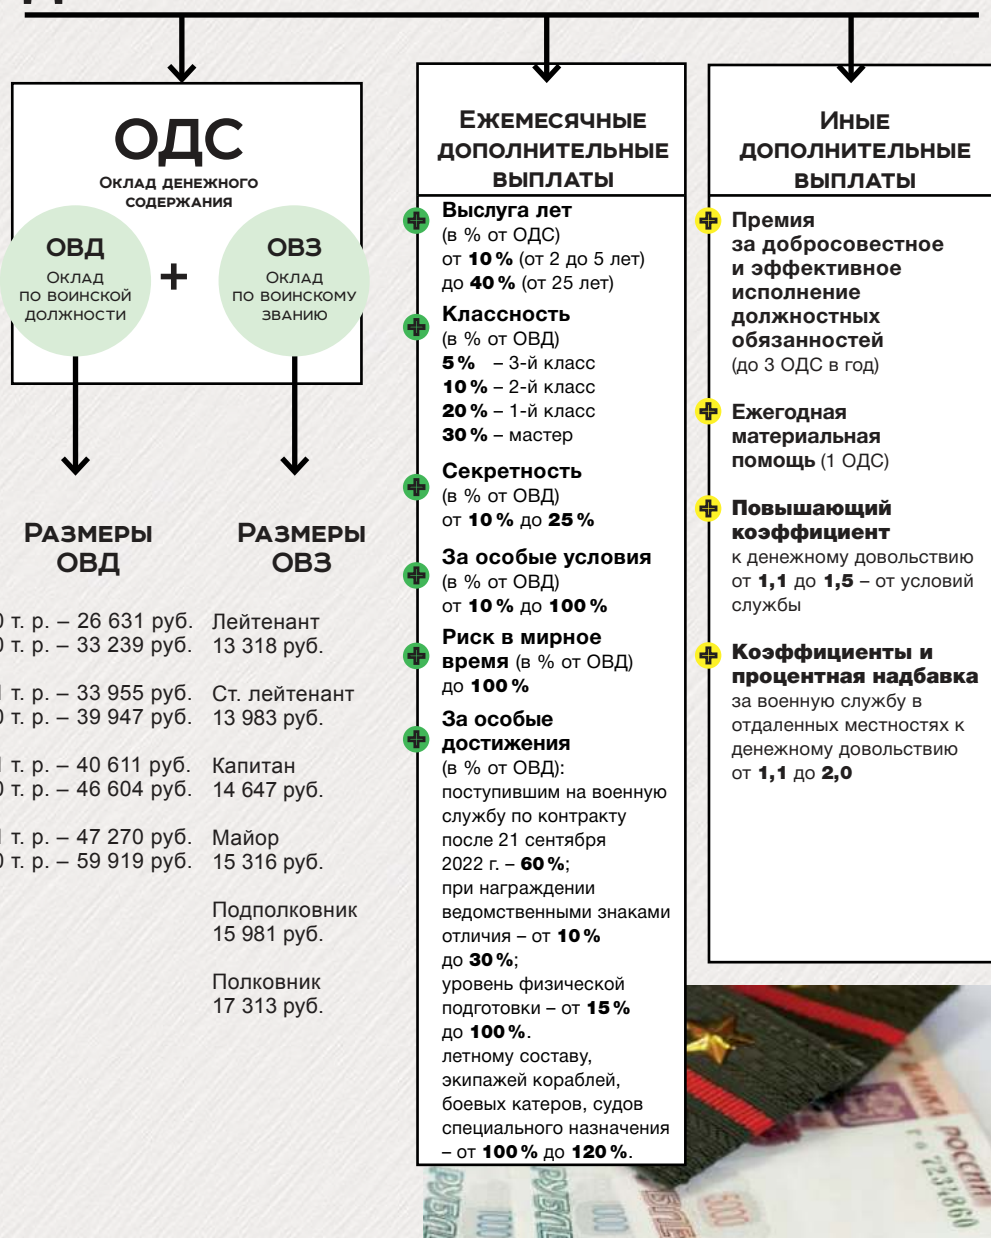 ОДС
Оклад денежного
содержания
ОВД
Оклад
по воинской
должности
+
ОВЗ
Оклад
по воинскому
званию
Размеры
ОВД
0 т. р. – 26 631 руб.
0 т. р. – 33 239 руб.
1 т. р. – 33 955 руб.
0 т. р. – 39 947 руб.
1 т. р. – 40 611 руб.
0 т. р. – 46 604 руб.
1 т. р. – 47 270 руб.
0 т. р. – 59 919 руб.
Размеры
ОВЗ
Лейтенант
13 318 руб.
Ст. лейтенант
13 983 руб.
Капитан
14 647 руб.
Майор
15 316 руб.
Подполковник
15 981 руб.
Полковник
17 313 руб.
Ежемесячные
дополнительные
выплаты
Выслуга лет
(в % от ОДС)
от 10 % (от 2 до 5 лет)
до 40 % (от 25 лет)
Классность
(в % от ОВД)
5 % – 3-й класс
10 % – 2-й класс
20 % – 1-й класс
30 % – мастер
Секретность
(в % от ОВД)
от 10 % до 25 %
За особые условия
(в % от ОВД)
от 10 % до 100 %
Риск в мирное
время (в % от ОВД)
до 100 %
За особые
достижения
(в % от ОВД):
поступившим на военную
службу по контракту
после 21 сентября
2022 г. – 60 %;
при награждении
ведомственными знаками
отличия – от 10 %
до 30 %;
уровень физической
подготовки – от 15 %
до 100 %.
летному составу,
экипажей кораблей,
боевых катеров, судов
специального назначения
– от 100 % до 120 %.
Иные
дополнительные
выплаты
Премия
за добросовестное
и эффективное
исполнение
должностных
обязанностей
(до 3 ОДС в год)
Ежегодная
материальная
помощь (1 ОДС)
Повышающий
коэффициент
к денежному довольствию
от 1,1 до 1,5 – от условий
службы
Коэффициенты и
процентная надбавка
за военную службу в
отдаленных местностях к
денежному довольствию
от 1,1 до 2,0
БАНКА РОССИИ
7231860